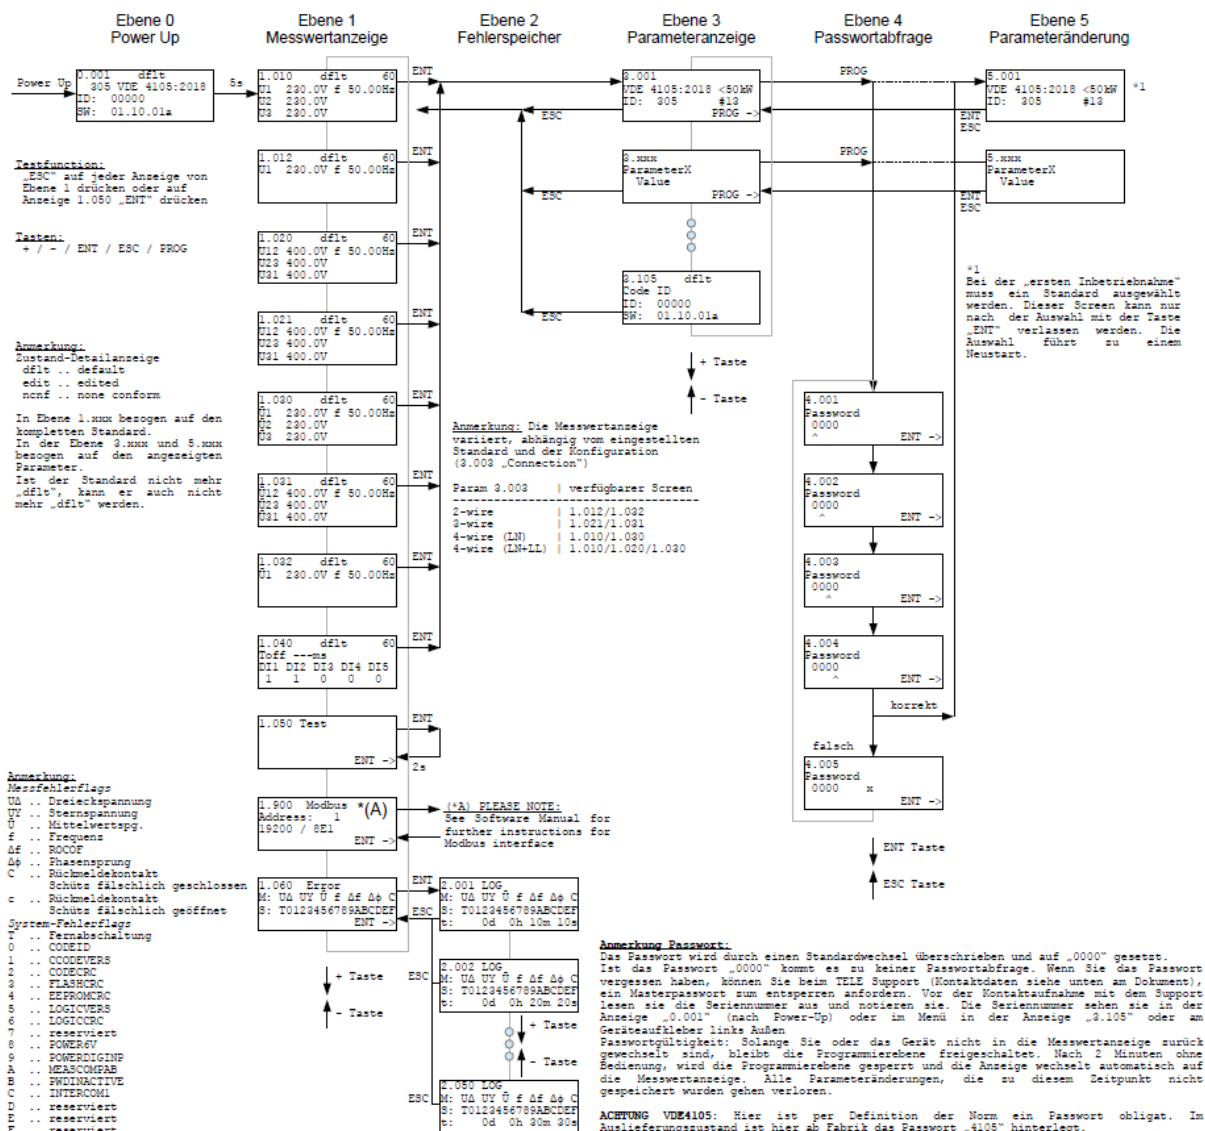 Ebene 0
Power Up
Ebene 1
Messwertanzeige
Ebene 2
Fehlerspeicher
Ebene 3
Parameteranzeige
Ebene 4
Passwortabfrage
Ebene 5
Parameteränderung
Power Up
0.001 dflt
305 VDE 4105:2018
ID: 00000
SW: 01.10.01a
5s
1.010 dflt 60
U1 230.0V f 50.00Hz
U2 230.0V
U3 230.0V
ENT
ESC
3.001
VDE 4105:2018 <50kW
ID: 305 #13
PROG ->
PROG
5.001
VDE 4105:2018 <50kW
ID: 305 #13
*1
ENT
ESC
Testfunction:
„ESC“ auf jeder Anzeige von
Ebene 1 drücken oder auf
Anzeige 1.050 „ENT“ drücken
Tasten:
+ / - / ENT / ESC / PROG
1.012 dflt 60
U1 230.0V f 50.00Hz
ENT
ESC
3.xxx
ParameterX
Value
PROG ->
PROG
5.xxx
ParameterX
Value
ENT
ESC
1.020 dflt 60
U12 400.0V f 50.00Hz
U23 400.0V
U31 400.0V
ENT
3.105 dflt
Code ID
ID: 00000
SW: 01.10.01a
ESC
*1
Bei der „ersten Inbetriebnahme“
muss ein Standard ausgewählt
werden. Dieser Screen kann nur
nach der Auswahl mit der Taste
„ENT“ verlassen werden. Die
Auswahl führt zu einem
Neustart.
1.021 dflt 60
U12 400.0V f 50.00Hz
U23 400.0V
U31 400.0V
ENT
+ Taste
- Taste
Anmerkung:
Zustand-Detailanzeige
dflt .. default
edit .. edited
ncnf .. none conform
In Ebene 1.xxx bezogen auf den
kompletten Standard.
In der Ebene 3.xxx und 5.xxx
bezogen auf den angezeigten
Parameter.
Ist der Standard nicht mehr
„dflt“, kann er auch nicht
mehr „dflt“ werden.
1.030 dflt 60
Ū1 230.0V f 50.00Hz
Ū2 230.0V
Ū3 230.0V
ENT
1.031 dflt 60
Ū12 400.0V f 50.00Hz
Ū23 400.0V
Ū31 400.0V
ENT
1.032 dflt 60
Ū1 230.0V f 50.00Hz
ENT
1.040 dflt 60
Toff ---ms
DI1 DI2 DI3 DI4 DI5
1 1 0 0 0
ENT
1.050 Test
ENT ->
ENT
2s
Anmerkung: Die Messwertanzeige
variiert, abhängig vom eingestellten
Standard und der Konfiguration
(3.003 „Connection“)
Param 3.003 | verfügbarer Screen
-----------------------------------
2-wire | 1.012/1.032
3-wire | 1.021/1.031
4-wire (LN) | 1.010/1.030
4-wire (LN+LL) | 1.010/1.020/1.030
4.001
Password
0000
^ ENT ->
4.002
Password
0000
^ ENT ->
4.003
Password
0000
^ ENT ->
4.004
Password
0000
^ ENT ->
korrekt
falsch
4.005
Password
0000 x
ENT ->
ENT Taste
ESC Taste
Anmerkung:
Messfehlerflags
UΔ .. Dreieckspannung
UY .. Sternspannung
Ū .. Mittelwertspg.
f .. Frequenz
Δf .. ROCOF
Δϕ .. Phasensprung
C .. Rückmeldekontakt
Schütz fälschlich geschlossen
c .. Rückmeldekontakt
Schütz fälschlich geöffnet
System-Fehlerflags
T .. Fernabschaltung
0 .. CODEID
1 .. CCODEVERS
2 .. CODECRC
3 .. FLASHCRC
4 .. EEPROMCRC
5 .. LOGICVERS
6 .. LOGICCRC
7 .. reserviert
8 .. POWER6V
9 .. POWERDIGINP
A .. MEASCOMPAB
B .. PWDINACTIVE
C .. INTERCOM1
D .. reserviert
E .. reserviert
F .. reserviert
1.900 Modbus *(A)
Address: 1
19200 / 8E1
ENT ->
(*A) PLEASE NOTE:
See Software Manual for
further instructions for
Modbus interface
1.060 Error
M: UΔ UY Ū f Δf Δϕ C
S: T0123456789ABCDEF
ENT ->
ENT
ESC
2.001 LOG
M: UΔ UY Ū f Δf Δϕ C
S: T0123456789ABCDEF
t: 0d 0h 10m 10s
+ Taste
- Taste
ESC
2.002 LOG
M: UΔ UY Ū f Δf Δϕ C
S: T0123456789ABCDEF
t: 0d 0h 20m 20s
+ Taste
- Taste
ESC
2.050 LOG
M: UΔ UY Ū f Δf Δϕ C
S: T0123456789ABCDEF
t: 0d 0h 30m 30s
Anmerkung Passwort:
Das Passwort wird durch einen Standardwechsel überschrieben und auf „0000“ gesetzt.
Ist das Passwort „0000“ kommt es zu keiner Passwortabfrage. Wenn Sie das Passwort
vergessen haben, können Sie beim TELE Support (Kontaktdaten siehe unten am Dokument),
ein Masterpasswort zum entsperren anfordern. Vor der Kontaktaufnahme mit dem Support
lesen sie die Seriennummer aus und notieren sie. Die Seriennummer sehen sie in der
Anzeige „0.001“ (nach Power-Up) oder im Menü in der Anzeige „3.105“ oder am
Geräteaufkleber links Außen
Passwortgültigkeit: Solange Sie oder das Gerät nicht in die Messwertanzeige zurück
gewechselt sind, bleibt die Programmierebene freigeschaltet. Nach 2 Minuten ohne
Bedienung, wird die Programmierebene gesperrt und die Anzeige wechselt automatisch auf
die Messwertanzeige. Alle Parameteränderungen, die zu diesem Zeitpunkt nicht
gespeichert wurden gehen verloren.
ACHTUNG VDE4105: Hier ist per Definition der Norm ein Passwort obligat. Im
Auslieferungszustand ist hier ab Fabrik das Passwort „4105“ hinterlegt.